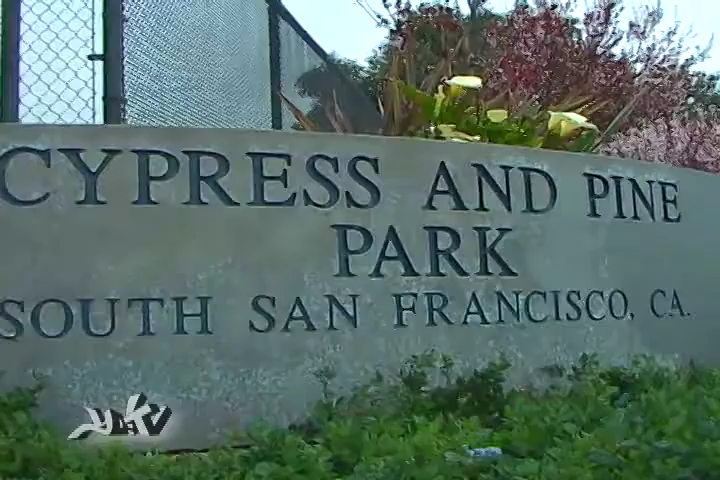 CYPRESS AND PINE
PARK
SOUTH SAN FRANCISCO, CA.